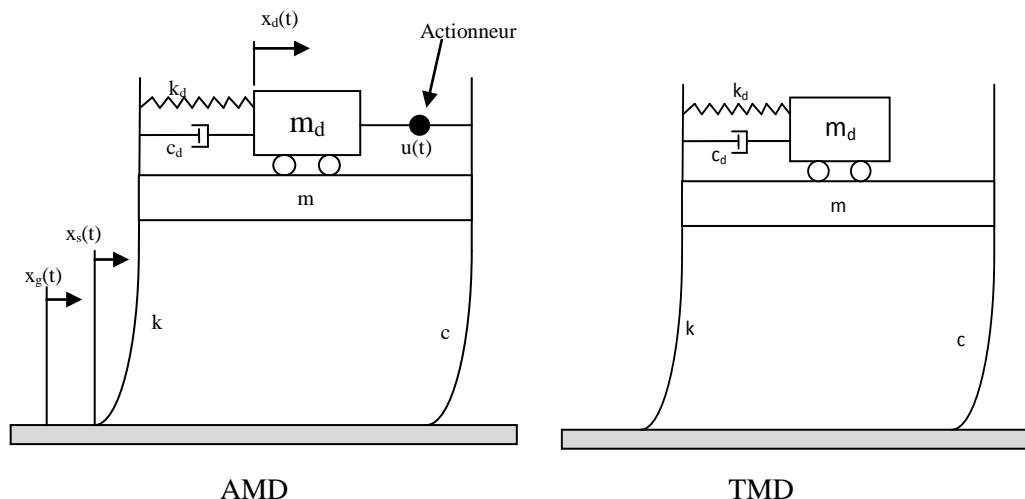 x_d(t)
Actionneur
k_d
m_d
c_d
u(t)
m
x_s(t)
x_g(t)
k
c
AMD
k_d
m_d
c_d
m
k
c
TMD